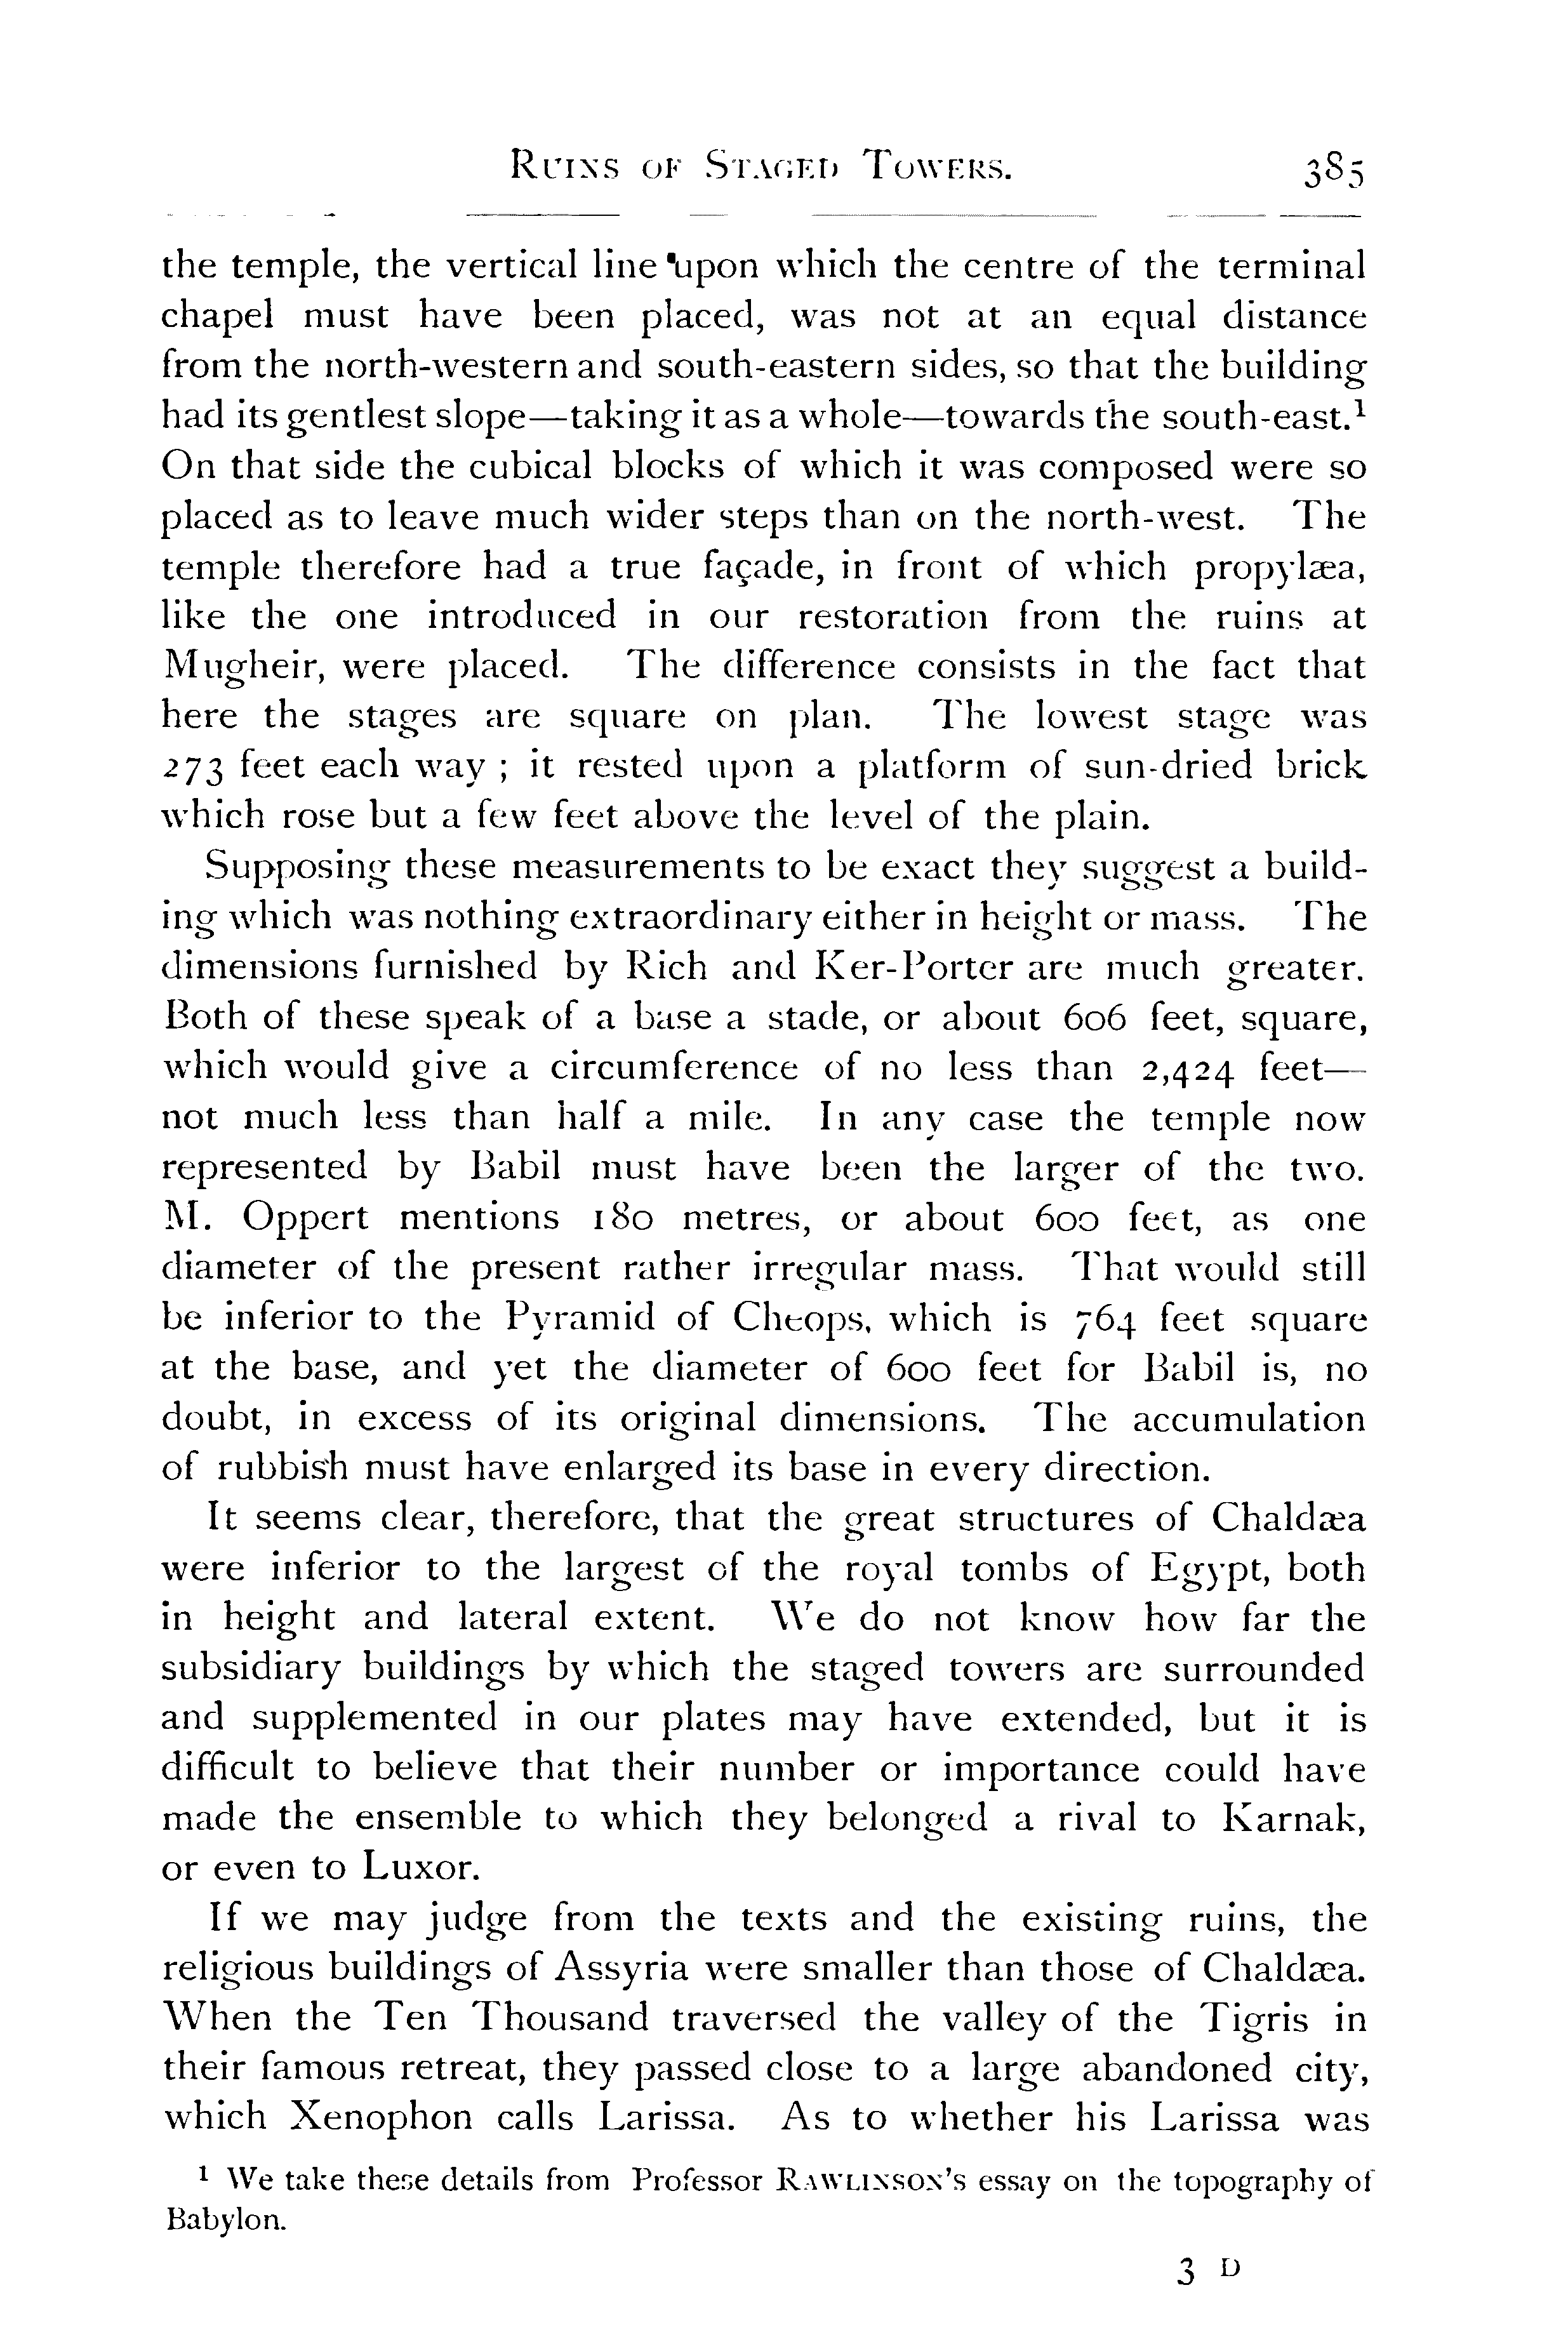 Ruins of Staged Towers. 385
the temple, the vertical line upon which the centre of the terminal
chapel must have been placed, was not at an equal distance
from the north-western and south-eastern sides, so that the building
had its gentlest slope—taking it as a whole—towards the south-east.¹
On that side the cubical blocks of which it was composed were so
placed as to leave much wider steps than on the north-west. The
temple therefore had a true façade, in front of which propylæa,
like the one introduced in our restoration from the ruins at
Mugheir, were placed. The difference consists in the fact that
here the stages are square on plan. The lowest stage was
273 feet each way ; it rested upon a platform of sun-dried brick
which rose but a few feet above the level of the plain.
Supposing these measurements to be exact they suggest a build-
ing which was nothing extraordinary either in height or mass. The
dimensions furnished by Rich and Ker-Porter are much greater.
Both of these speak of a base a stade, or about 606 feet, square,
which would give a circumference of no less than 2,424 feet—
not much less than half a mile. In any case the temple now
represented by Babil must have been the larger of the two.
M. Oppert mentions 180 metres, or about 600 feet, as one
diameter of the present rather irregular mass. That would still
be inferior to the Pyramid of Cheops, which is 764 feet square
at the base, and yet the diameter of 600 feet for Babil is, no
doubt, in excess of its original dimensions. The accumulation
of rubbish must have enlarged its base in every direction.
It seems clear, therefore, that the great structures of Chaldæa
were inferior to the largest of the royal tombs of Egypt, both
in height and lateral extent. We do not know how far the
subsidiary buildings by which the staged towers are surrounded
and supplemented in our plates may have extended, but it is
difficult to believe that their number or importance could have
made the ensemble to which they belonged a rival to Karnak,
or even to Luxor.
If we may judge from the texts and the existing ruins, the
religious buildings of Assyria were smaller than those of Chaldæa.
When the Ten Thousand traversed the valley of the Tigris in
their famous retreat, they passed close to a large abandoned city,
which Xenophon calls Larissa. As to whether his Larissa was
¹ We take these details from Professor Rawlinson's essay on the topography of
Babylon.
3 D